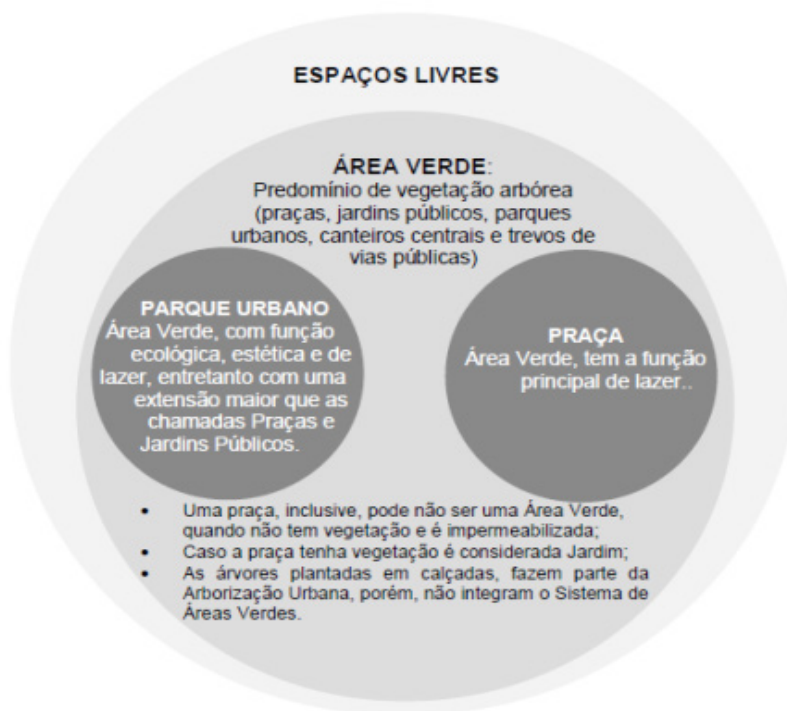 ESPAÇOS LIVRES
ÁREA VERDE:
Predomínio de vegetação arbórea
(praças, jardins públicos, parques
urbanos, canteiros centrais e trevos de
vias públicas)
PARQUE URBANO
Área Verde, com função
ecológica, estética e de
lazer, entretanto com uma
extensão maior que as
chamadas Praças e
Jardins Públicos.
PRAÇA
Área Verde, tem a função
principal de lazer..
• Uma praça, inclusive, pode não ser uma Área Verde,
quando não tem vegetação e é impermeabilizada;
• Caso a praça tenha vegetação é considerada Jardim;
• As árvores plantadas em calçadas, fazem parte da
Arborização Urbana, porém, não integram o Sistema de
Áreas Verdes.